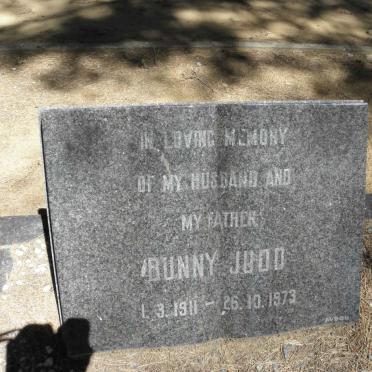 IN LOVING MEMORY
OF MY HUSBAND AND
MY FATHER
BUNNY JUDD
1.3.1911 - 26.10.1973